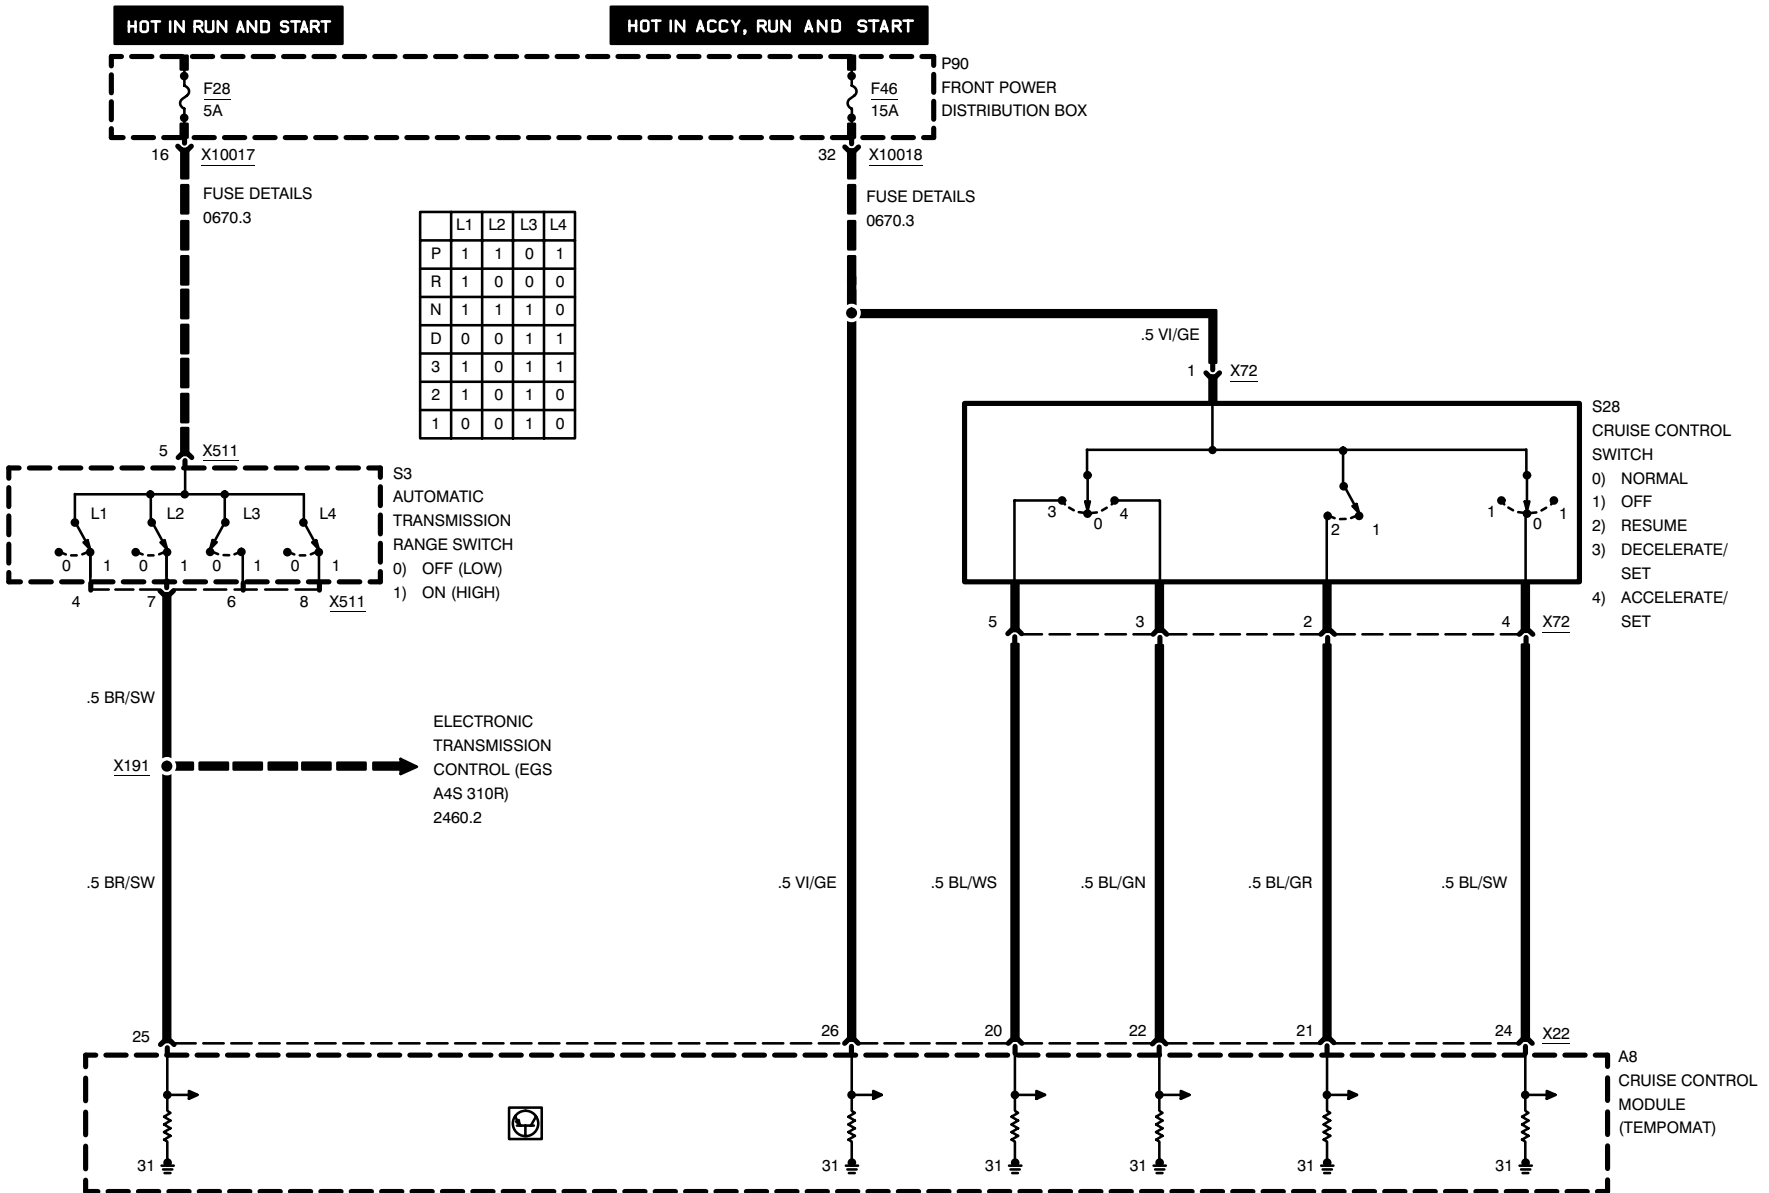 HOT IN RUN AND START
HOT IN ACCY, RUN AND START
P90
FRONT POWER
DISTRIBUTION BOX
F28
5A
F46
15A
16
X10017
32
X10018
FUSE DETAILS
0670.3
FUSE DETAILS
0670.3
L1 L2 L3 L4
P 1 1 0 1
R 1 0 0 0
N 1 1 1 0
D 0 0 1 1
3 1 0 1 1
2 1 0 1 0
1 0 0 1 0
.5 VI/GE
1
X72
5
X511
S3
AUTOMATIC
TRANSMISSION
RANGE SWITCH
0) OFF (LOW)
1) ON (HIGH)
L1
L2
L3
L4
0 1
0 1
0 1
0 1
4
7
6
8
X511
S28
CRUISE CONTROL
SWITCH
0) NORMAL
1) OFF
2) RESUME
3) DECELERATE/
SET
4) ACCELERATE/
SET
3 0 4
2 1
1 0 1
5
3
2
4
X72
.5 BR/SW
X191
ELECTRONIC
TRANSMISSION
CONTROL (EGS
A4S 310R)
2460.2
.5 BR/SW
.5 VI/GE
.5 BL/WS
.5 BL/GN
.5 BL/GR
.5 BL/SW
25
26
20
22
21
24
X22
A8
CRUISE CONTROL
MODULE
(TEMPOMAT)
31
31
31
31
31
31